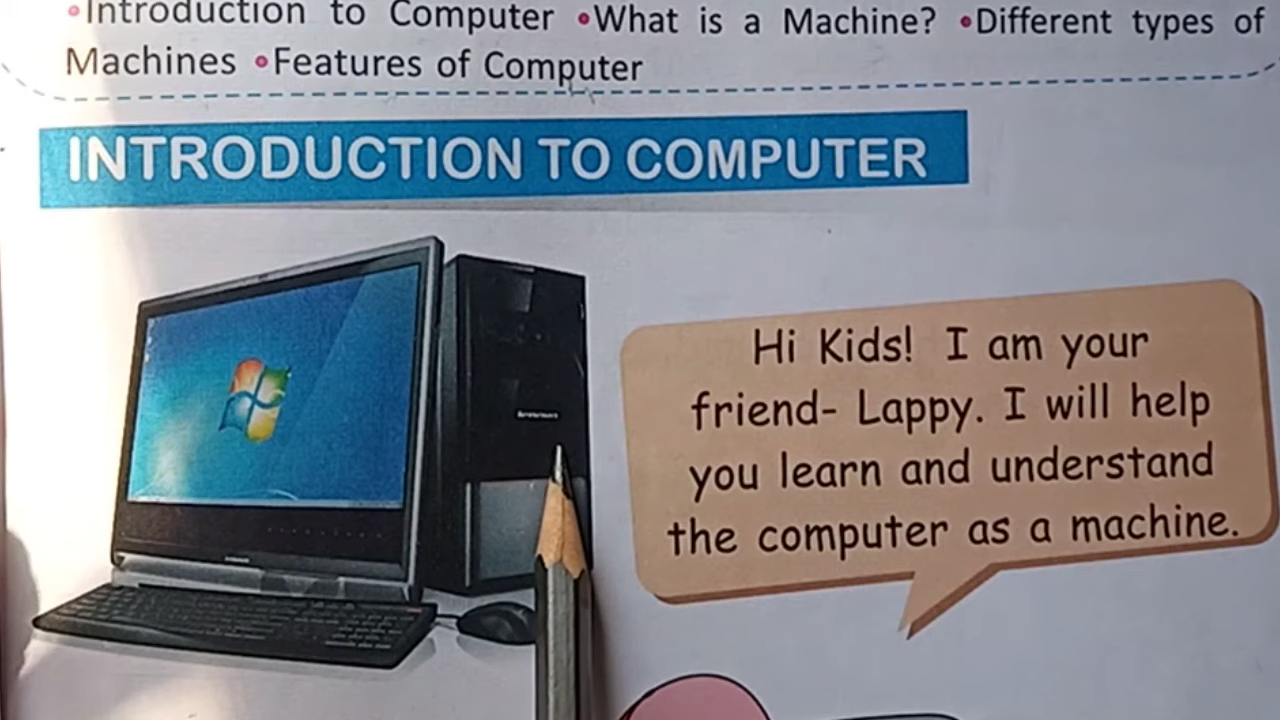 •Introduction to Computer •What is a Machine? •Different types of
Machines •Features of Computer
INTRODUCTION TO COMPUTER
Hi Kids! I am your
friend- Lappy. I will help
you learn and understand
the computer as a machine.